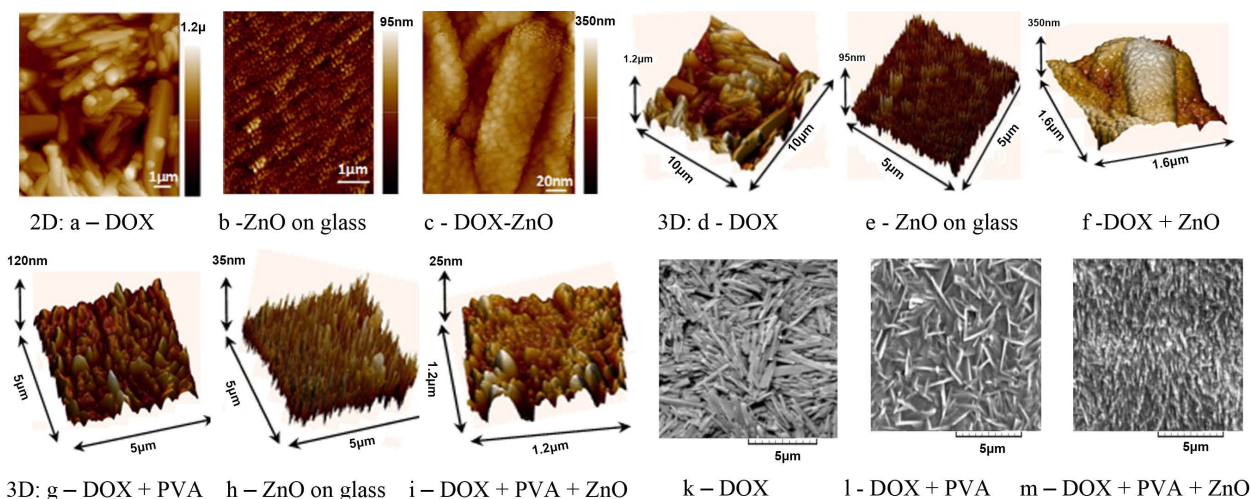 1.2μ
95nm
350nm
1μm
1μm
20nm
1.2μm
10μm
10μm
95nm
5μm
5μm
350nm
1.6μm
1.6μm
2D: a – DOX
b -ZnO on glass
c - DOX-ZnO
3D: d - DOX
e - ZnO on glass
f -DOX + ZnO
120nm
5μm
5μm
35nm
5μm
5μm
25nm
1.2μm
1.2μm
5μm
5μm
5μm
3D: g – DOX + PVA
h – ZnO on glass
i – DOX + PVA + ZnO
k – DOX
l - DOX + PVA
m – DOX + PVA + ZnO